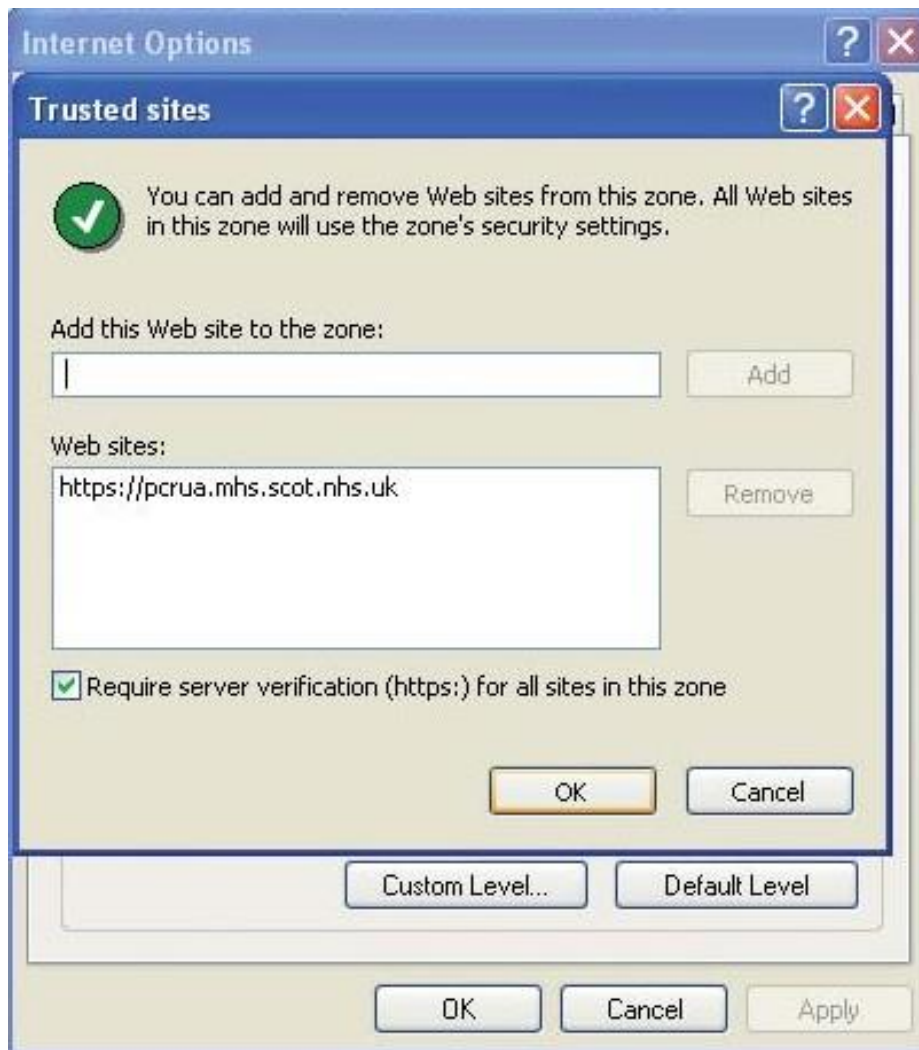 Internet Options
Trusted sites
You can add and remove Web sites from this zone. All Web sites
in this zone will use the zone's security settings.
Add this Web site to the zone:
Add
Web sites:
https://pcrua.mhs.scot.nhs.uk
Remove
Require server verification (https:) for all sites in this zone
OK
Cancel
Custom Level...
Default Level
OK
Cancel
Apply